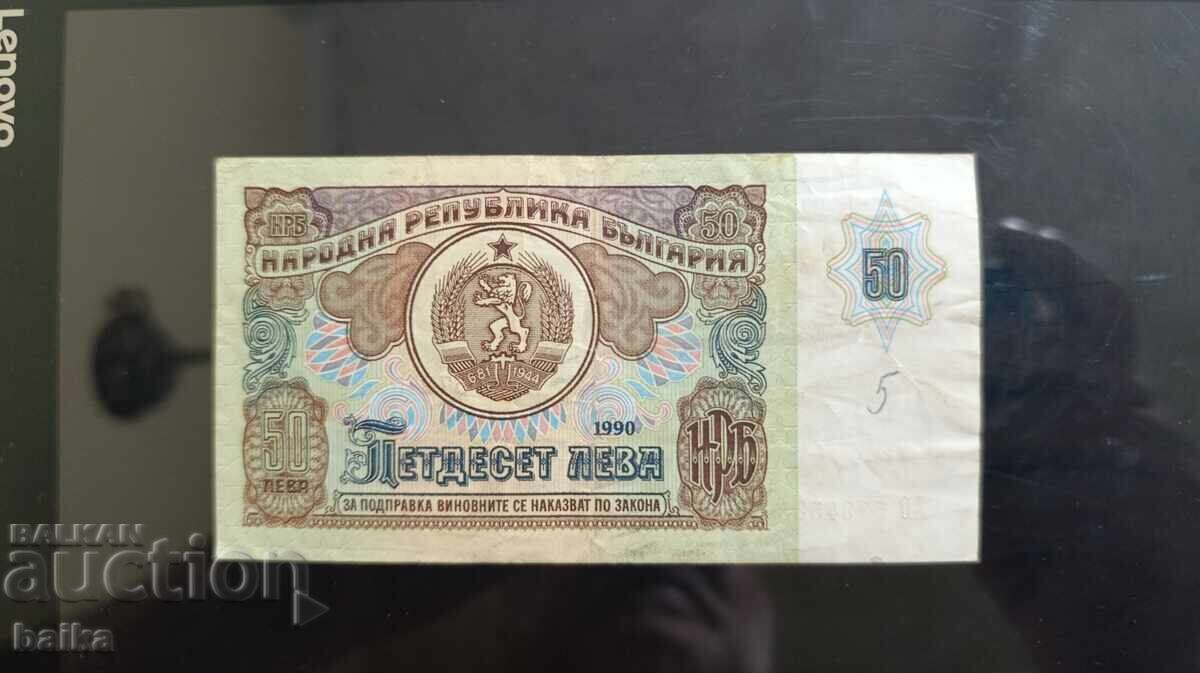 Lenovo
НРБ
50
НАРОДНА РЕПУБЛИКА БЪЛГАРИЯ
50
681 1944
5
1990
50
ЛЕВА
ПЕТДЕСЕТ ЛЕВА
НРБ
ЗА ПОДПРАВКА ВИНОВНИТЕ СЕ НАКАЗВАТ ПО ЗАКОНА
BALKAN
auction
baika